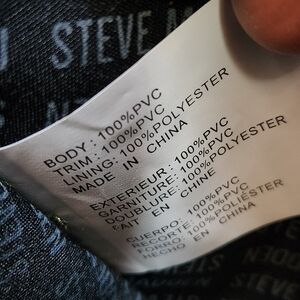 STEVE MA
BODY : 100%PVC
TRIM : 100%PVC
LINING: 100%POLYESTER
MADE IN CHINA
EXTERIEUR: 100%PVC
GARNITURE: 100%PVC
DOUBLURE: 100%POLYESTER
FAIT EN CHINE
CUERPO: 100%PVC
RECORTE: 100%PVC
FORRO: 100%POLIESTER
HECHO EN CHINA